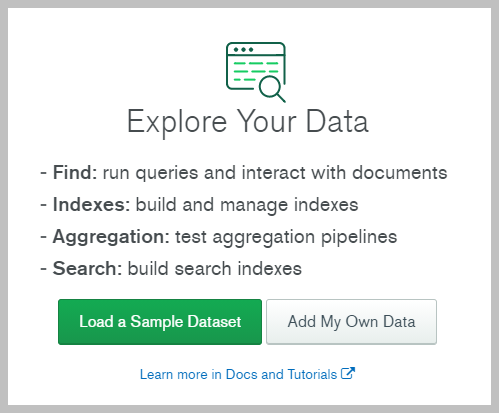 Explore Your Data
- Find: run queries and interact with documents
- Indexes: build and manage indexes
- Aggregation: test aggregation pipelines
- Search: build search indexes
Load a Sample Dataset Add My Own Data
Learn more in Docs and Tutorials